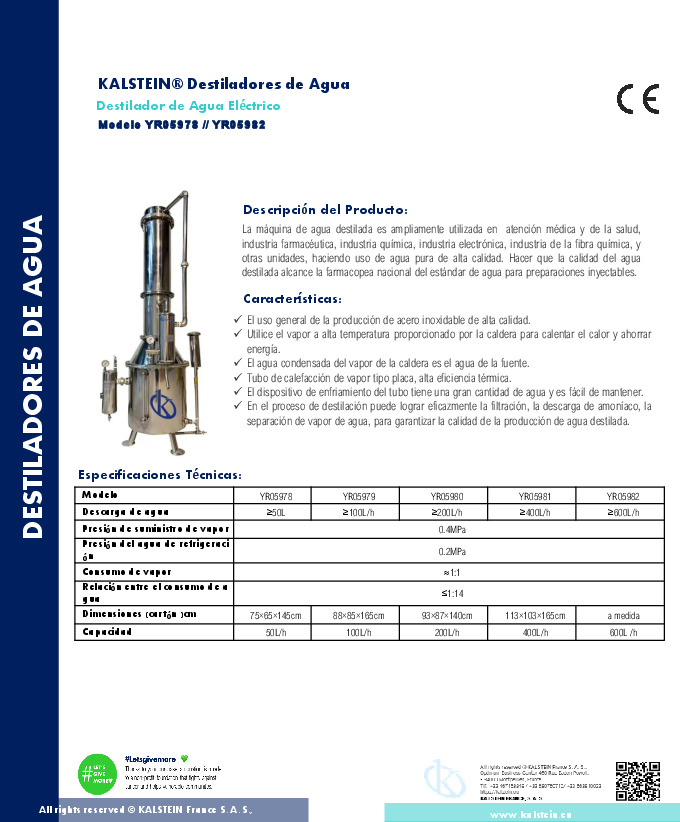 KALSTEIN® Destiladores de Agua
Destilador de Agua Eléctrico
Modelo YR05978 // YR05982
CE
DESTILADORES DE AGUA
Descripción del Producto:
La máquina de agua destilada es ampliamente utilizada en atención médica y de la salud,
industria farmacéutica, industria química, industria electrónica, industria de la fibra química, y
otras unidades, haciendo uso de agua pura de alta calidad. Hacer que la calidad del agua
destilada alcance la farmacopea nacional del estándar de agua para preparaciones inyectables.
Características:
✓ El uso general de la producción de acero inoxidable de alta calidad.
✓ Utilice el vapor a alta temperatura proporcionado por la caldera para calentar el calor y ahorrar
energía.
✓ El agua condensada del vapor de la caldera es el agua de la fuente.
✓ Tubo de calefacción de vapor tipo placa, alta eficiencia térmica.
✓ El dispositivo de enfriamiento del tubo tiene una gran cantidad de agua y es fácil de mantener.
✓ En el proceso de destilación puede lograr eficazmente la filtración, la descarga de amoníaco, la
separación de vapor de agua, para garantizar la calidad de la producción de agua destilada.
Especificaciones Técnicas:
Modelo YR05978 YR05979 YR05980 YR05981 YR05982
Descarga de agua ≥50L ≥100L/h ≥200L/h ≥400L/h ≥600L/h
Presión de suministro de vapor 0.4MPa
Presión del agua de refrigeraci
ón 0.2MPa
Consumo de vapor ≈1:1
Relación entre el consumo de a
gua ≤1:14
Dimensiones (cartón )cm 75×65×145cm 88×85×165cm 93×87×140cm 113×103×165cm a medida
Capacidad 50L/h 100L/h 200L/h 400L/h 600L /h
#LET'S
GIVE
MORE
#Letsgivemore
All rights reserved © KALSTEIN France S. A. S.,
KALSTEIN FRANCE, S. A. S
All rights reserved © KALSTEIN France S. A. S.,